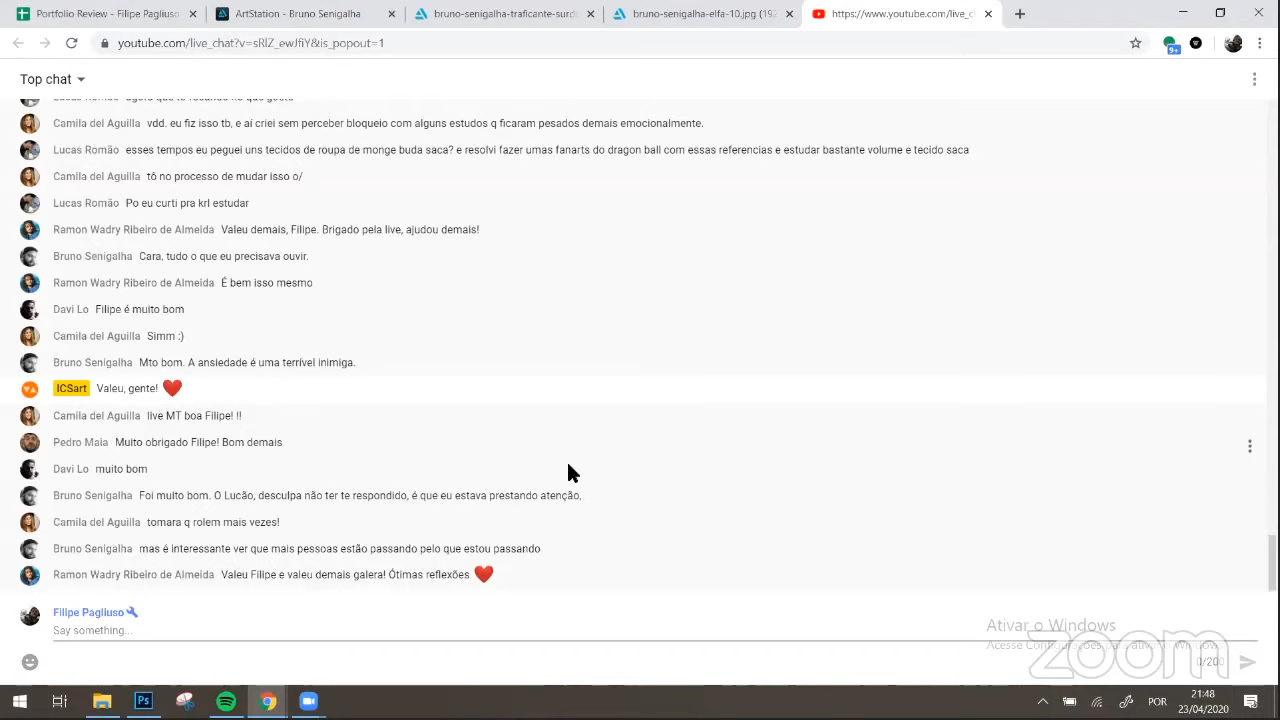 Portfolio Review - Filipe Pagliuso
ArtStation - Bruno Senigalha
bruno-senigalha-traficante-surda
bruno-senigalha-elfa-10.jpg (192
https://www.youtube.com/live_c
youtube.com/live_chat?v=sRlZ_ewJfiY&is_popout=1
9+
Top chat
Camila del Aguilla vdd. eu fiz isso tb, e aí criei sem perceber bloqueio com alguns estudos q ficaram pesados demais emocionalmente.
Lucas Romão esses tempos eu peguei uns tecidos de roupa de monge buda saca? e resolvi fazer umas fanarts do dragon ball com essas referencias e estudar bastante volume e tecido saca
Camila del Aguilla tô no processo de mudar isso o/
Lucas Romão Po eu curti pra krl estudar
Ramon Wadry Ribeiro de Almeida Valeu demais, Filipe. Brigado pela live, ajudou demais!
Bruno Senigalha Cara, tudo o que eu precisava ouvir.
Ramon Wadry Ribeiro de Almeida É bem isso mesmo
Davi Lo Filipe é muito bom
Camila del Aguilla Simm :)
Bruno Senigalha Mto bom. A ansiedade é uma terrível inimiga.
ICSart Valeu, gente! ❤️
Camila del Aguilla live MT boa Filipe! !!
Pedro Maia Muito obrigado Filipe! Bom demais
Davi Lo muito bom
Bruno Senigalha Foi muito bom. O Lucão, desculpa não ter te respondido, é que eu estava prestando atenção,
Camila del Aguilla tomara q rolem mais vezes!
Bruno Senigalha mas é interessante ver que mais pessoas estão passando pelo que estou passando
Ramon Wadry Ribeiro de Almeida Valeu Filipe e valeu demais galera! Ótimas reflexões ❤️
Filipe Pagliuso
Say something...
Ativar o Windows
Acesse Configurações para ativar o Windows.
zoom
0/200
Ps
POR
21:48
23/04/2020